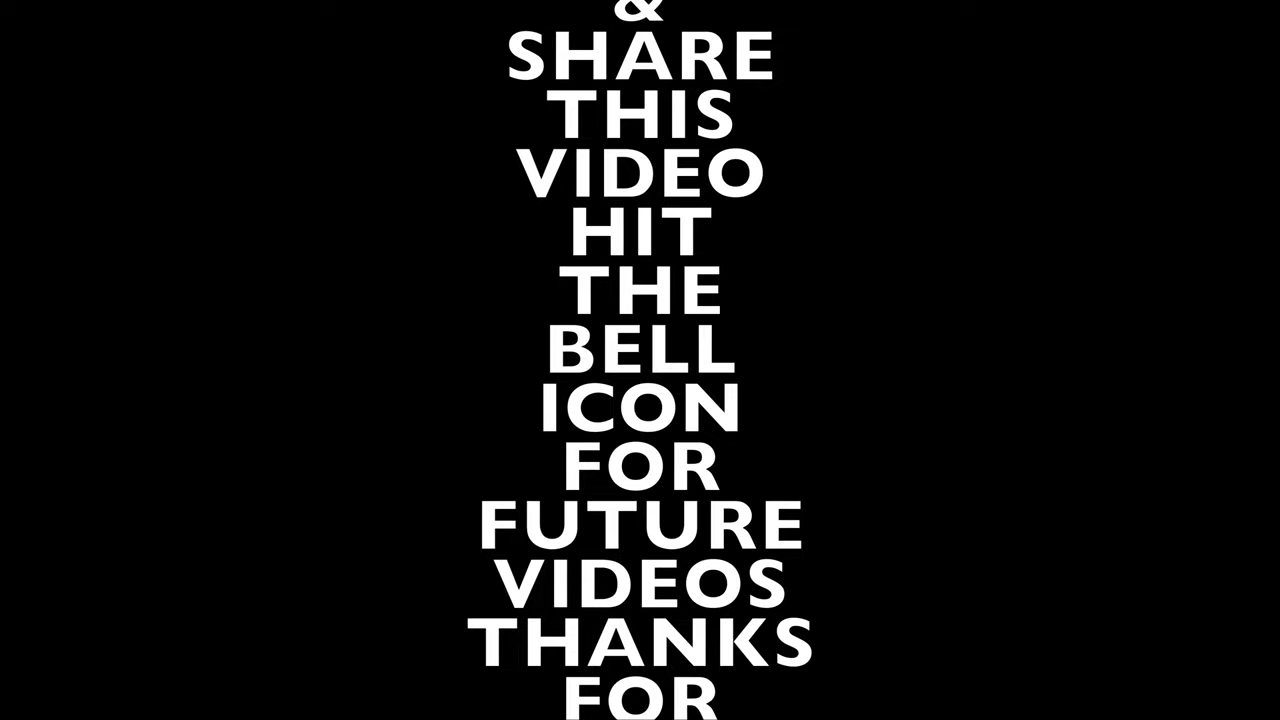 &
SHARE
THIS
VIDEO
HIT
THE
BELL
ICON
FOR
FUTURE
VIDEOS
THANKS
FOR